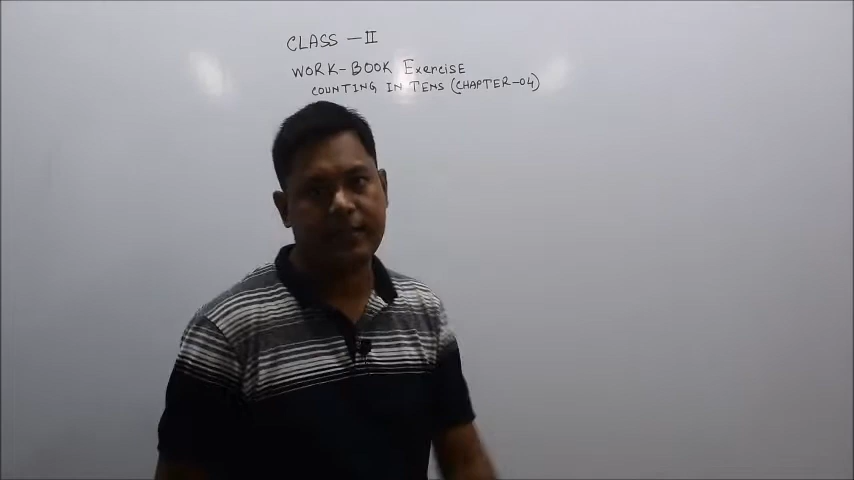 CLASS - II
WORK-BOOK Exercise
COUNTING IN TENS (CHAPTER-04)